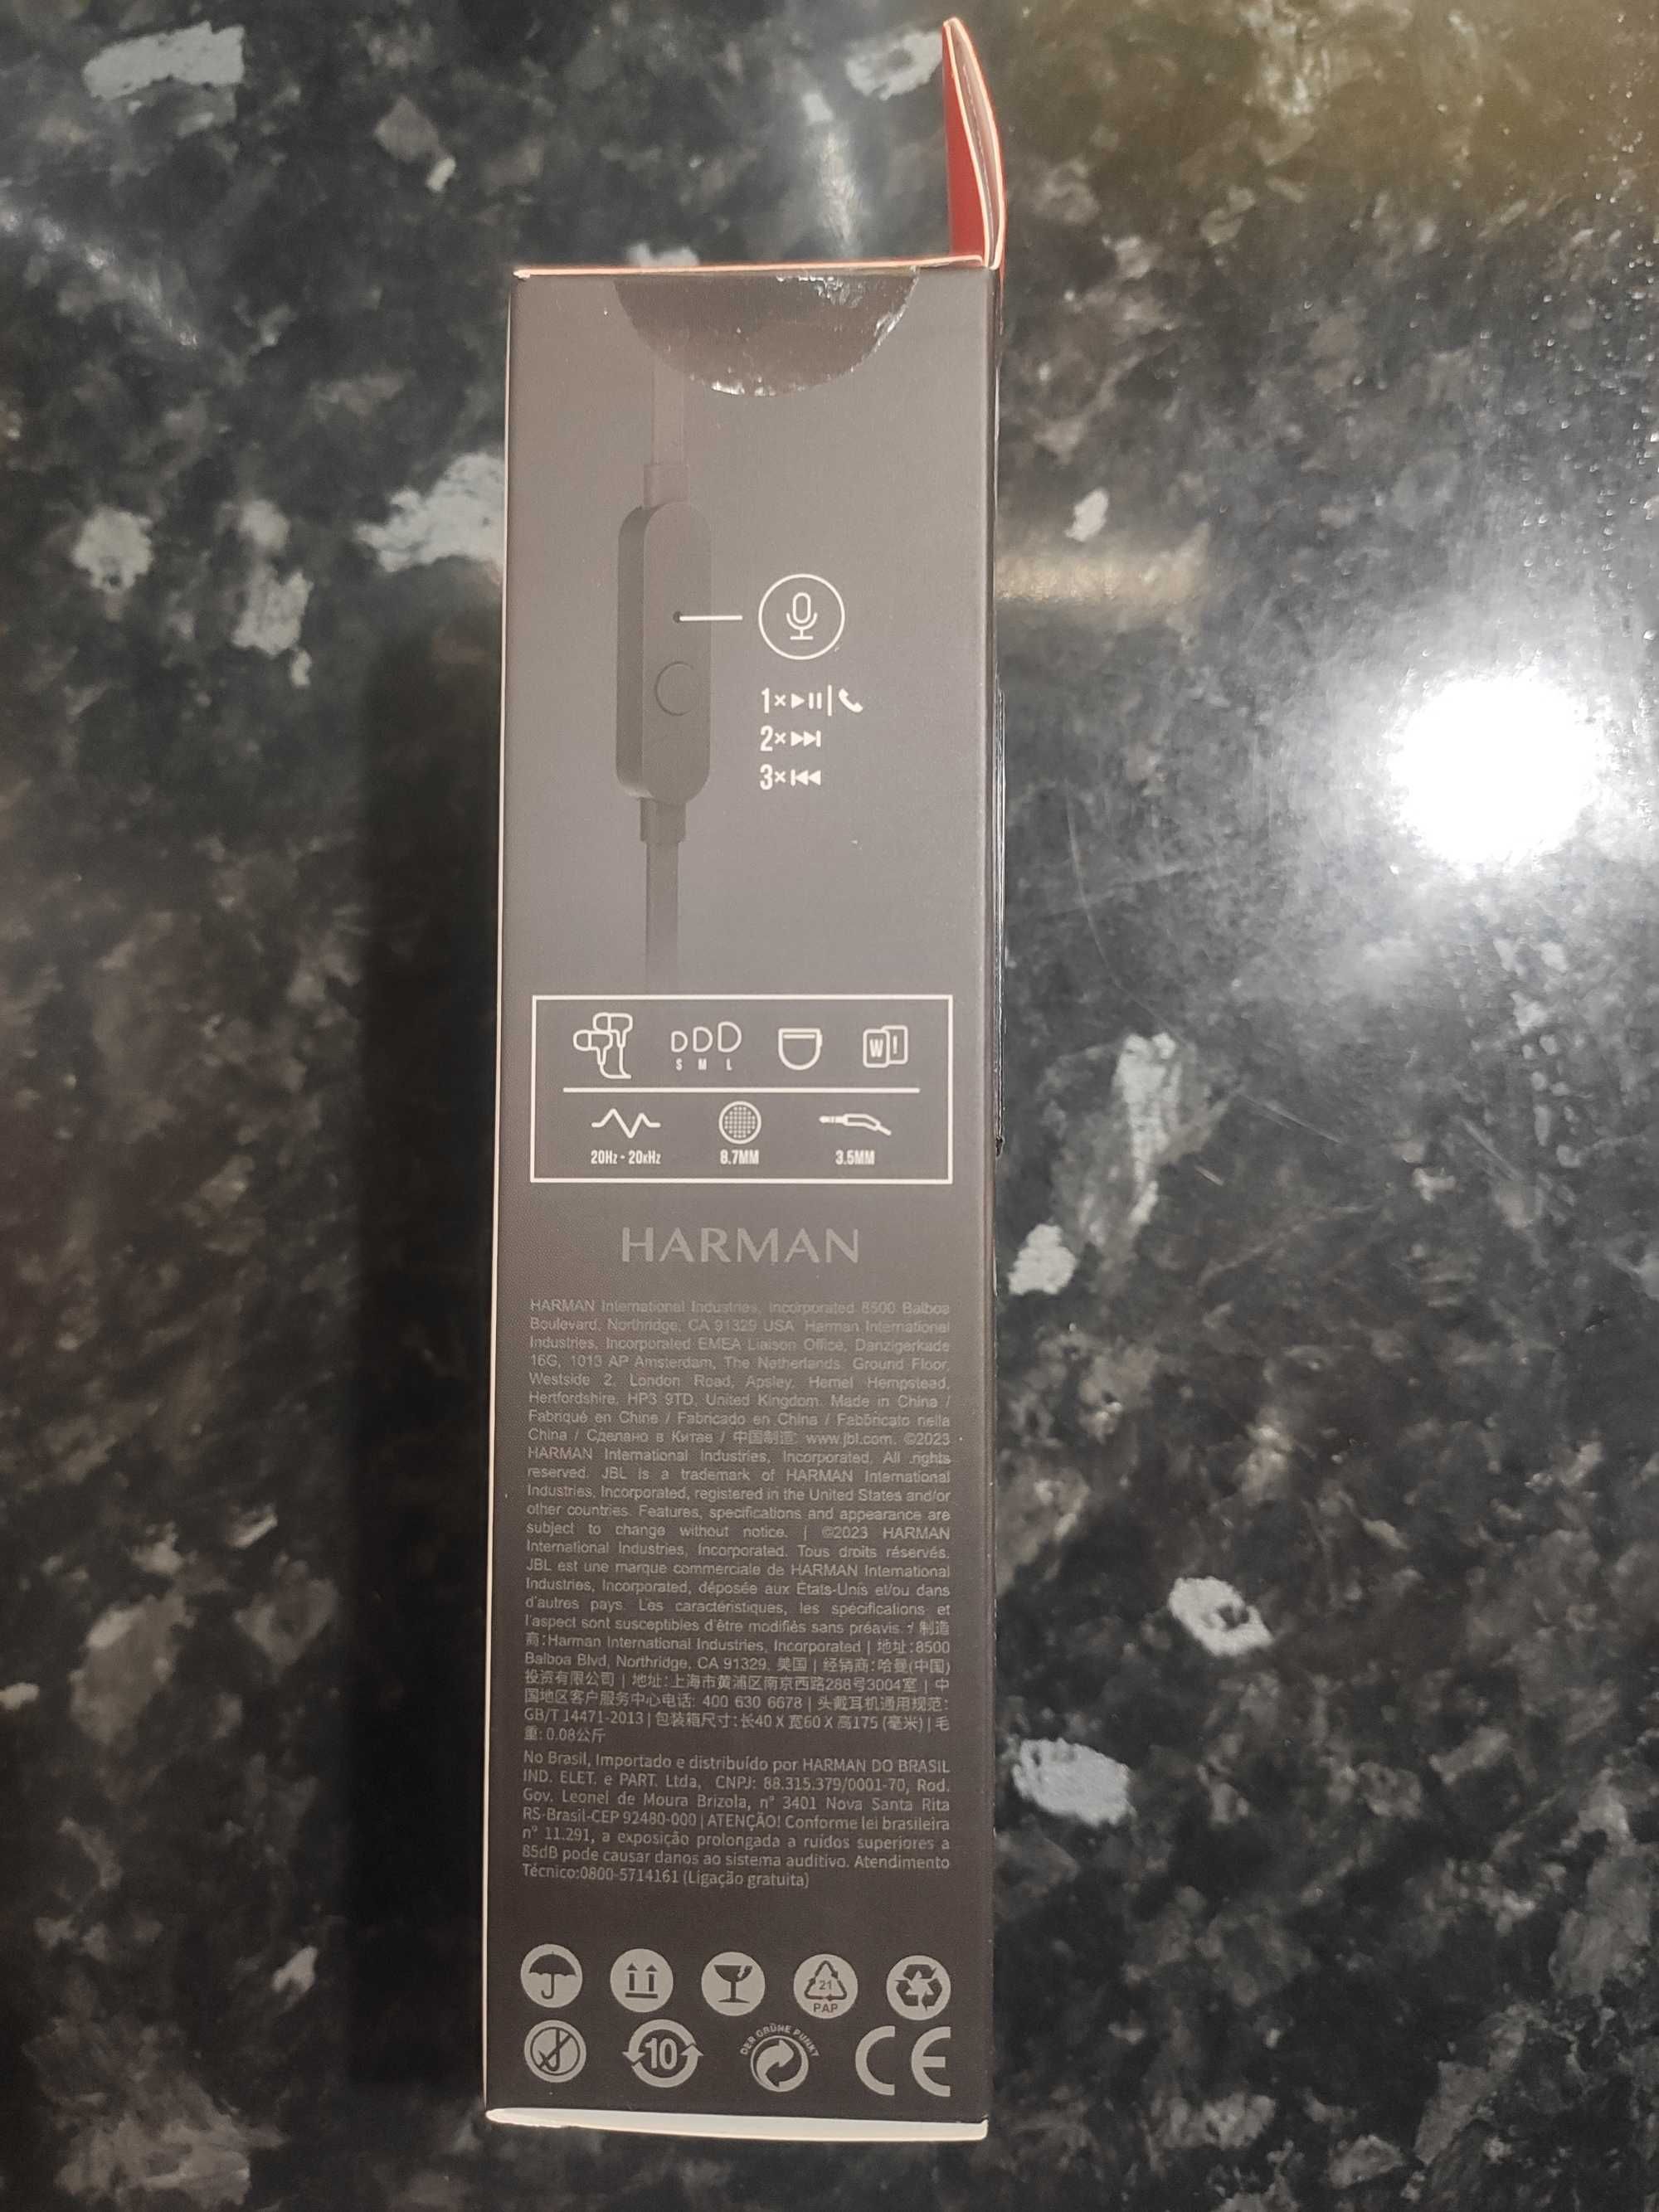 1×
2×
3×
S M L
W I
20Hz - 20kHz 8.7MM 3.5MM
HARMAN
HARMAN International Industries, Incorporated 8500 Balboa
Boulevard, Northridge, CA 91329 USA Harman International
Industries, Incorporated EMEA Liaison Office, Danzigerkade
16G, 1013 AP Amsterdam, The Netherlands. Ground Floor,
Westside 2, London Road, Apsley, Hemel Hempstead,
Hertfordshire, HP3 9TD, United Kingdom. Made in China /
Fabriqué en Chine / Fabricado en China / Fabbricato nella
China / Сделано в Китае / 中国制造: www.jbl.com. ©2023
HARMAN International Industries, Incorporated. All rights
reserved. JBL is a trademark of HARMAN International
Industries, Incorporated, registered in the United States and/or
other countries. Features, specifications and appearance are
subject to change without notice. | ©2023 HARMAN
International Industries, Incorporated. Tous droits réservés.
JBL est une marque commerciale de HARMAN International
Industries, Incorporated, déposée aux États-Unis et/ou dans
d'autres pays. Les caractéristiques, les spécifications et
l'aspect sont susceptibles d'être modifiés sans préavis. / 制造
商:Harman International Industries, Incorporated | 地址:8500
Balboa Blvd, Northridge, CA 91329, 美国 | 经销商:哈曼(中国)
投资有限公司 | 地址:上海市黄浦区南京西路288号3004室 | 中
国地区客户服务中心电话: 400 630 6678 | 头戴耳机通用规范:
GB/T 14471-2013 | 包装箱尺寸:长40 X 宽60 X 高175 (毫米) | 毛
重: 0.08公斤
No Brasil, Importado e distribuído por HARMAN DO BRASIL
IND. ELET. e PART. Ltda, CNPJ: 88.315.379/0001-70, Rod.
Gov. Leonel de Moura Brizola, n° 3401 Nova Santa Rita
RS-Brasil-CEP 92480-000 | ATENÇÃO! Conforme lei brasileira
n° 11.291, a exposição prolongada a ruídos superiores a
85dB pode causar danos ao sistema auditivo. Atendimento
Técnico:0800-5714161 (Ligação gratuita)
21
PAP
10
DER GRÜNE PUNKT
CE